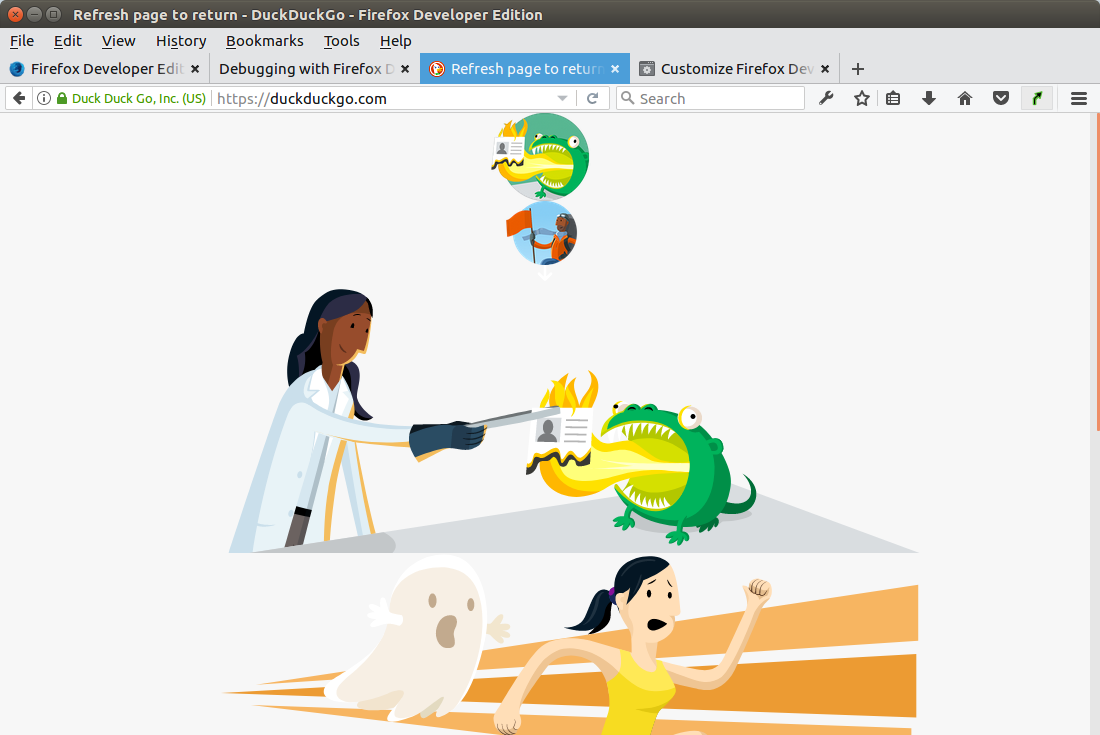 Refresh page to return - DuckDuckGo - Firefox Developer Edition
File Edit View History Bookmarks Tools Help
Firefox Developer Edit Debugging with Firefox D Refresh page to return Customize Firefox Dev
Duck Duck Go, Inc. (US) https://duckduckgo.com Search